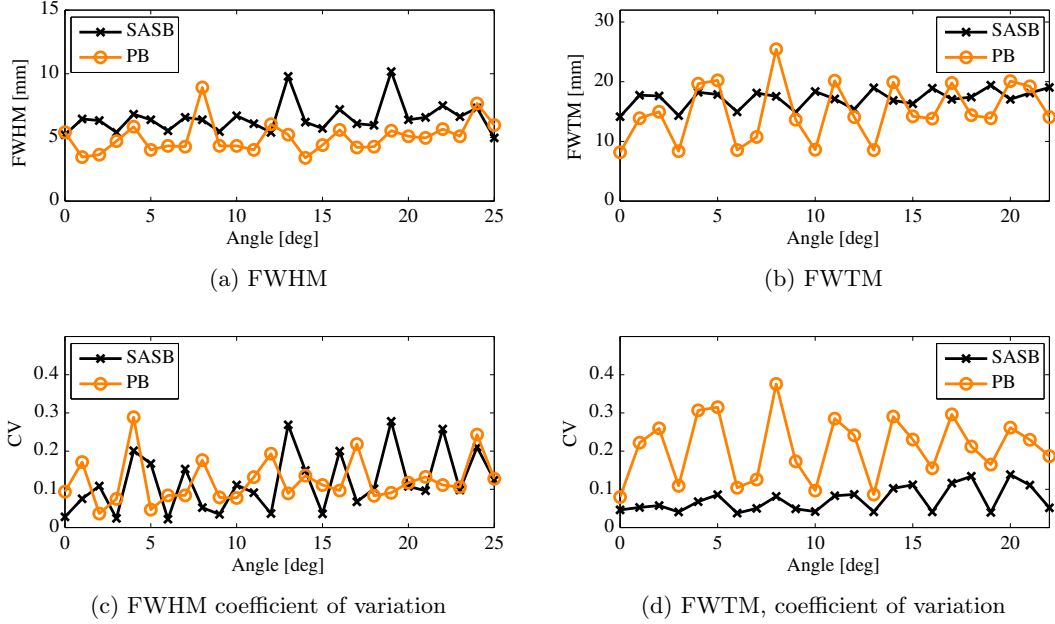 15
10
5
0
FWHM [mm]
SASB
PB
0 5 10 15 20 25
Angle [deg]
(a) FWHM
30
20
10
0
FWTM [mm]
SASB
PB
0 5 10 15 20
Angle [deg]
(b) FWTM
0.4
0.3
0.2
0.1
0
CV
SASB
PB
0 5 10 15 20 25
Angle [deg]
(c) FWHM coefficient of variation
0.4
0.3
0.2
0.1
0
CV
SASB
PB
0 5 10 15 20
Angle [deg]
(d) FWTM, coefficient of variation